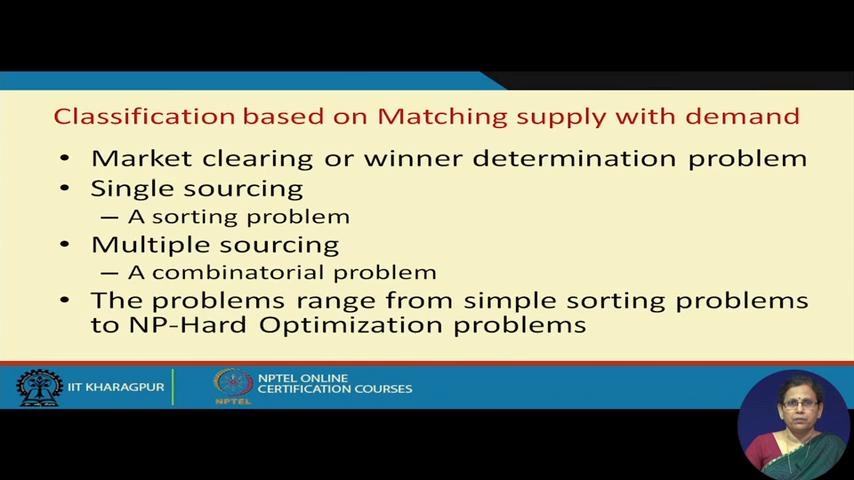 Classification based on Matching supply with demand
• Market clearing or winner determination problem
• Single sourcing
– A sorting problem
• Multiple sourcing
– A combinatorial problem
• The problems range from simple sorting problems
to NP-Hard Optimization problems
IIT KHARAGPUR
NPTEL
NPTEL ONLINE
CERTIFICATION COURSES